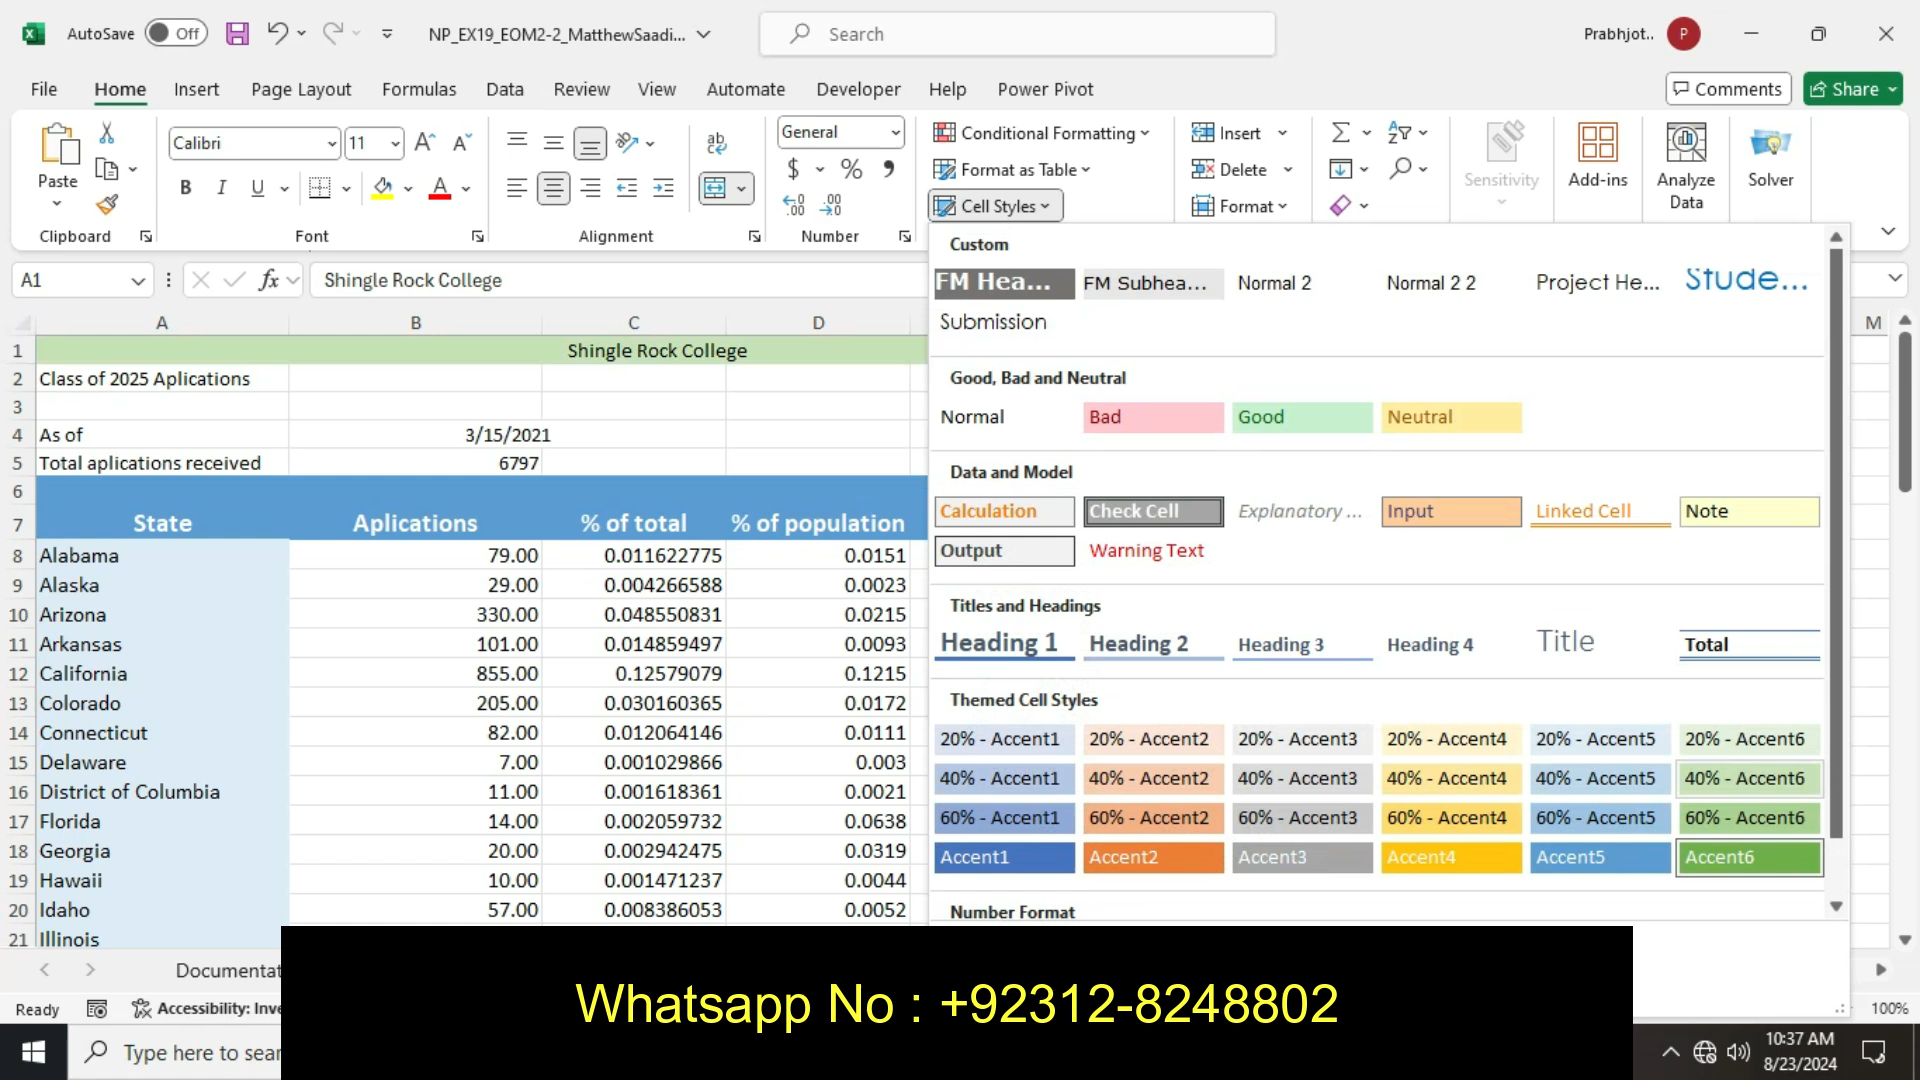 AutoSave Off NP_EX19_EOM2-2_MatthewSaadi... Search Prabhjot.. P
File Home Insert Page Layout Formulas Data Review View Automate Developer Help Power Pivot Comments Share
Paste Calibri 11 A^ A˅ ab General Conditional Formatting Insert Σ
B I U A $ % , Format as Table Delete
Cell Styles Format
Sensitivity Add-ins Analyze Data Solver
Clipboard Font Alignment Number
A1 fx Shingle Rock College
Custom
FM Hea... FM Subhea... Normal 2 Normal 2 2 Project He... Stude...
Submission
Good, Bad and Neutral
Normal Bad Good Neutral
Data and Model
Calculation Check Cell Explanatory ... Input Linked Cell Note
Output Warning Text
Titles and Headings
Heading 1 Heading 2 Heading 3 Heading 4 Title Total
Themed Cell Styles
20% - Accent1 20% - Accent2 20% - Accent3 20% - Accent4 20% - Accent5 20% - Accent6
40% - Accent1 40% - Accent2 40% - Accent3 40% - Accent4 40% - Accent5 40% - Accent6
60% - Accent1 60% - Accent2 60% - Accent3 60% - Accent4 60% - Accent5 60% - Accent6
Accent1 Accent2 Accent3 Accent4 Accent5 Accent6
Number Format
A B C D M
1 Shingle Rock College
2 Class of 2025 Aplications
3
4 As of 3/15/2021
5 Total aplications received 6797
6
7 State Aplications % of total % of population
8 Alabama 79.00 0.011622775 0.0151
9 Alaska 29.00 0.004266588 0.0023
10 Arizona 330.00 0.048550831 0.0215
11 Arkansas 101.00 0.014859497 0.0093
12 California 855.00 0.12579079 0.1215
13 Colorado 205.00 0.030160365 0.0172
14 Connecticut 82.00 0.012064146 0.0111
15 Delaware 7.00 0.001029866 0.003
16 District of Columbia 11.00 0.001618361 0.0021
17 Florida 14.00 0.002059732 0.0638
18 Georgia 20.00 0.002942475 0.0319
19 Hawaii 10.00 0.001471237 0.0044
20 Idaho 57.00 0.008386053 0.0052
21 Illinois
Documentat
Ready Accessibility: Inve 100%
Whatsapp No : +92312-8248802
Type here to sear 10:37 AM
8/23/2024